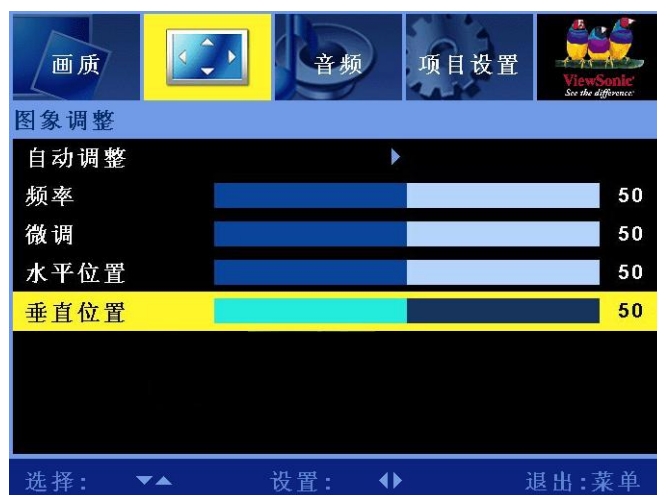 画质
音频
项目设置
ViewSonic
See the difference
图象调整
自动调整
频率 50
微调 50
水平位置 50
垂直位置 50
选择: 设置: 退出:菜单